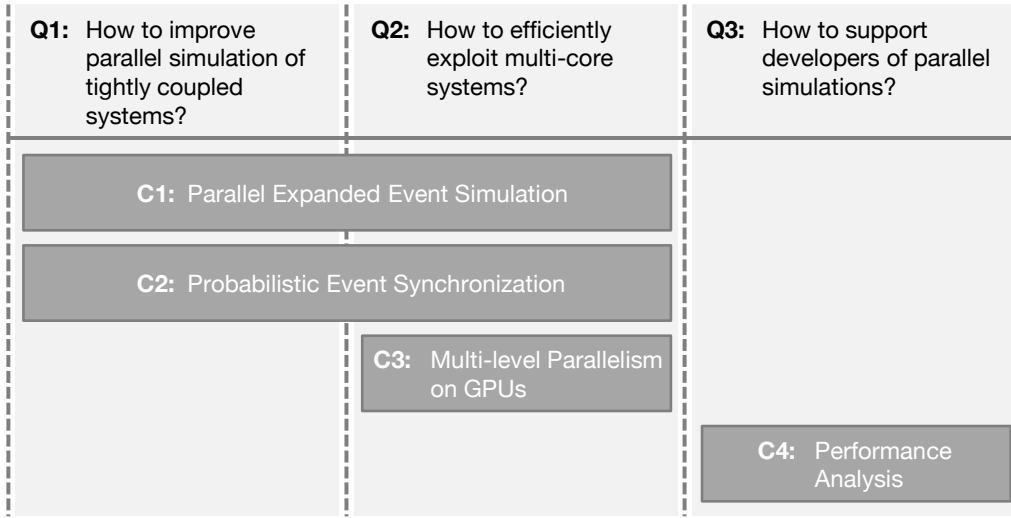 Q1: How to improve
parallel simulation of
tightly coupled
systems?
Q2: How to efficiently
exploit multi-core
systems?
Q3: How to support
developers of parallel
simulations?
C1: Parallel Expanded Event Simulation
C2: Probabilistic Event Synchronization
C3: Multi-level Parallelism
on GPUs
C4: Performance
Analysis